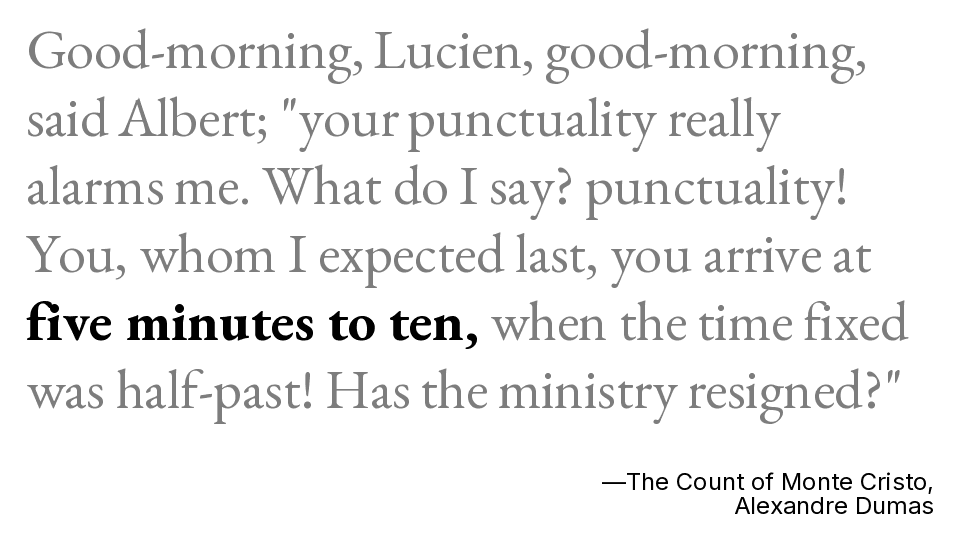 Good-morning, Lucien, good-morning,
said Albert; "your punctuality really
alarms me. What do I say? punctuality!
You, whom I expected last, you arrive at
five minutes to ten, when the time fixed
was half-past! Has the ministry resigned?"
—The Count of Monte Cristo,
Alexandre Dumas